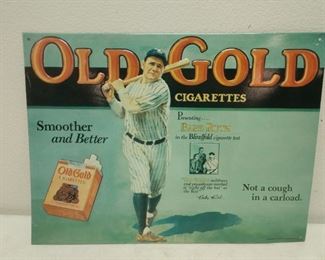 OLD GOLD
CIGARETTES
Smoother
and Better
Presenting....
BABE RUTH
in the Blindfold cigarette test
OLD GOLD
CIGARETTES
Not a cough
in a carload.